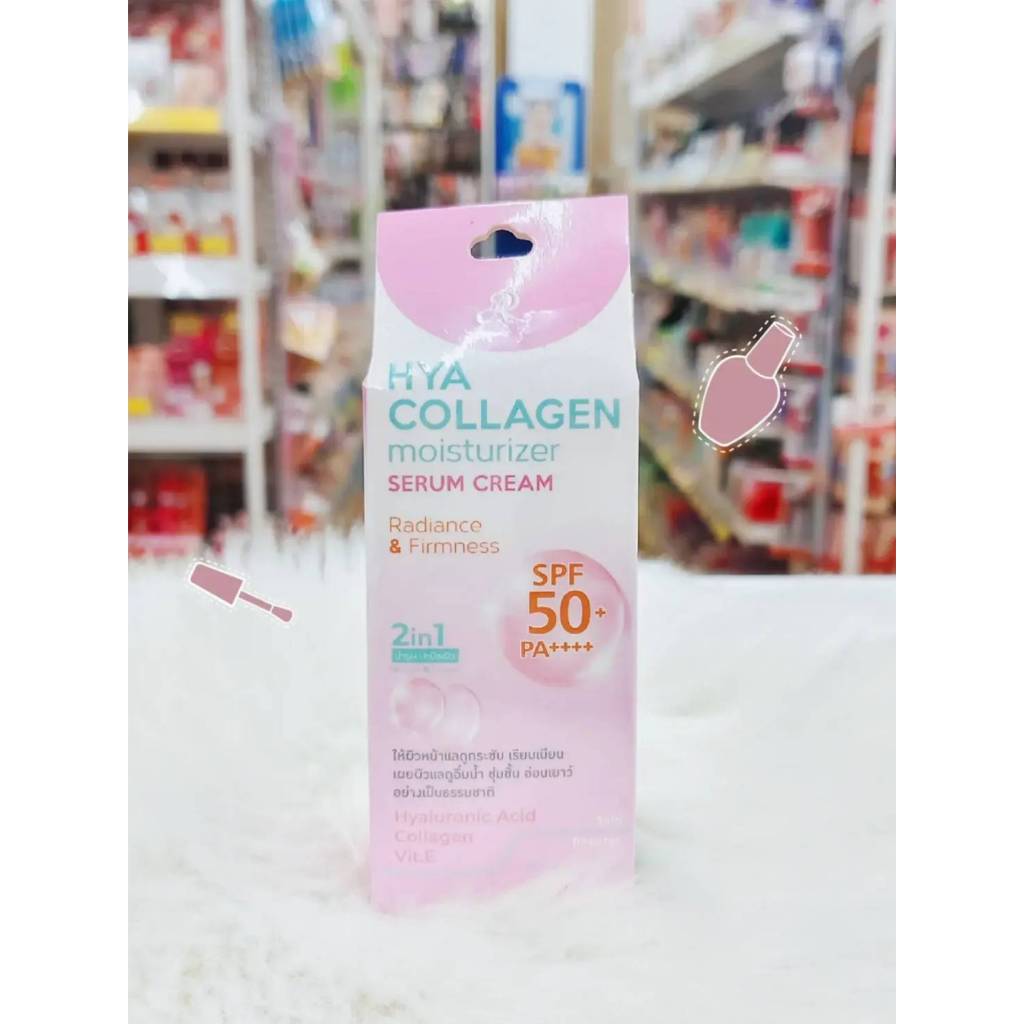 HYA
COLLAGEN
moisturizer
SERUM CREAM
Radiance
& Firmness
SPF
50+
PA++++
2in1
ให้ผิวหน้าแลดูกระชับ เรียบเนียน
เผยผิวแลดูอิ่มน้ำ ชุ่มชื้น อ่อนเยาว์
อย่างเป็นธรรมชาติ
Hyaluranic Acid
Collagen
Vit.E